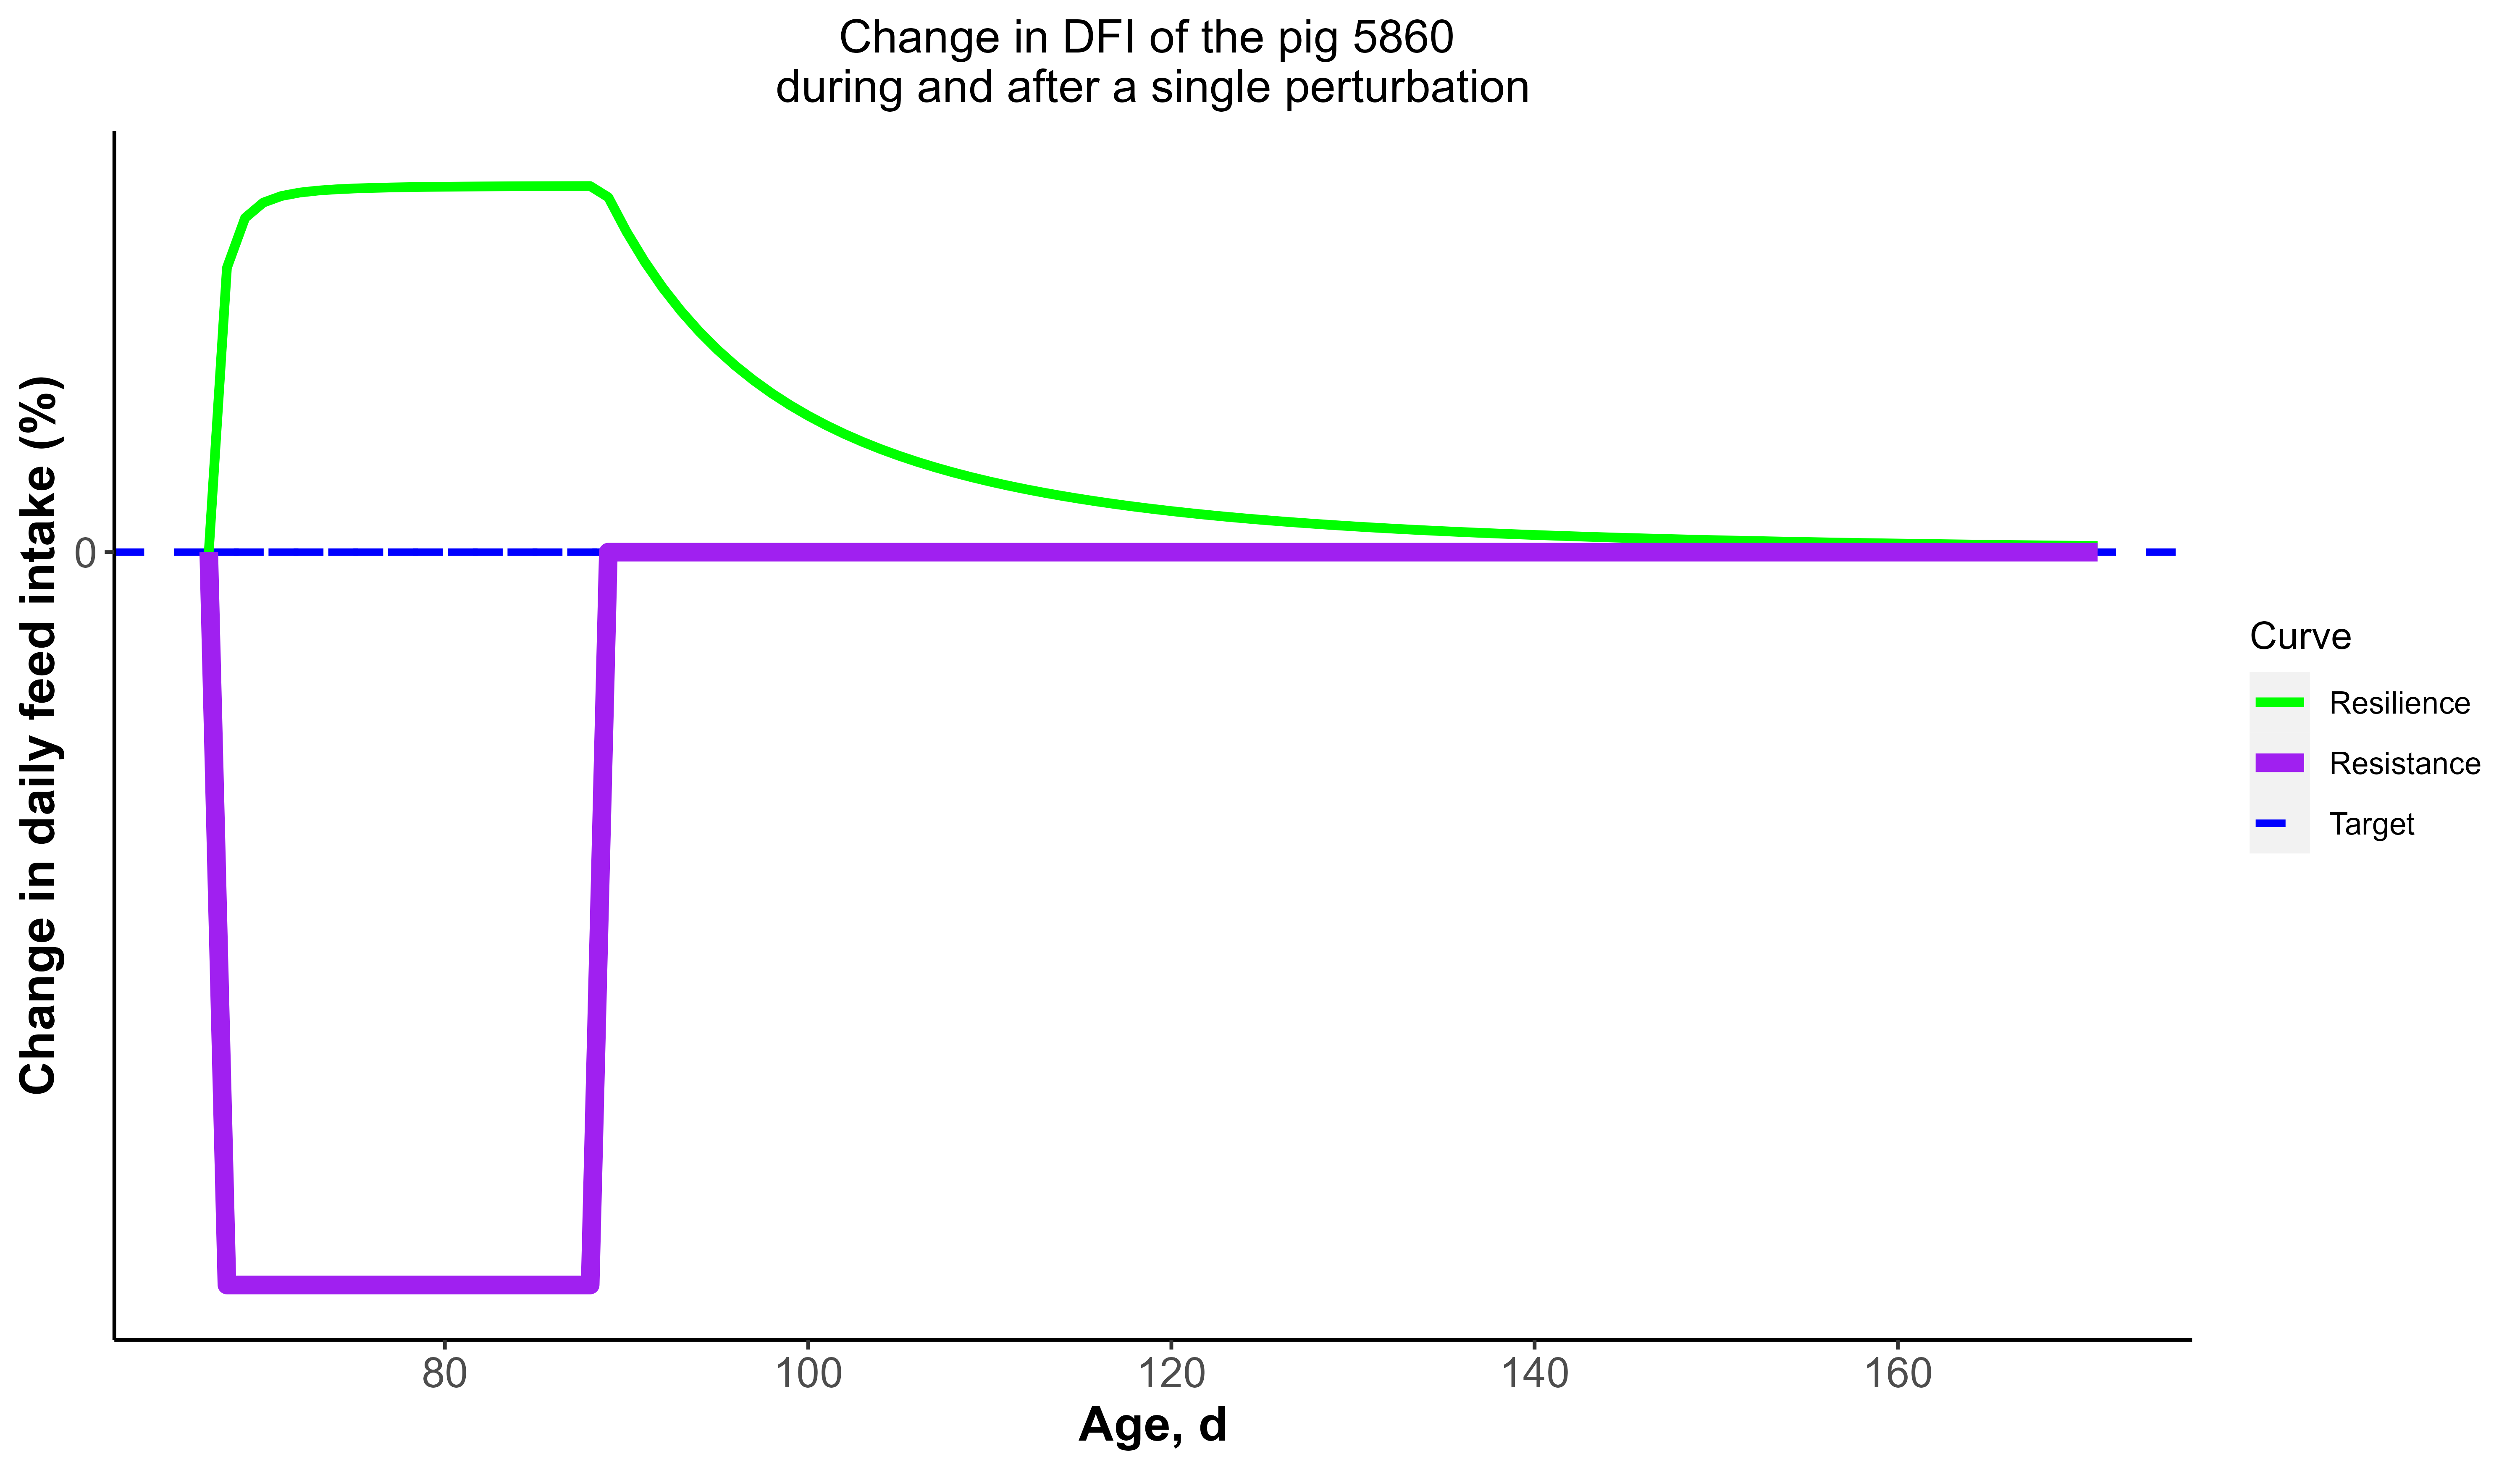 Change in DFI of the pig 5860
during and after a single perturbation
Change in daily feed intake (%)
0
80
100
120
140
160
Age, d
Curve
Resilience
Resistance
Target